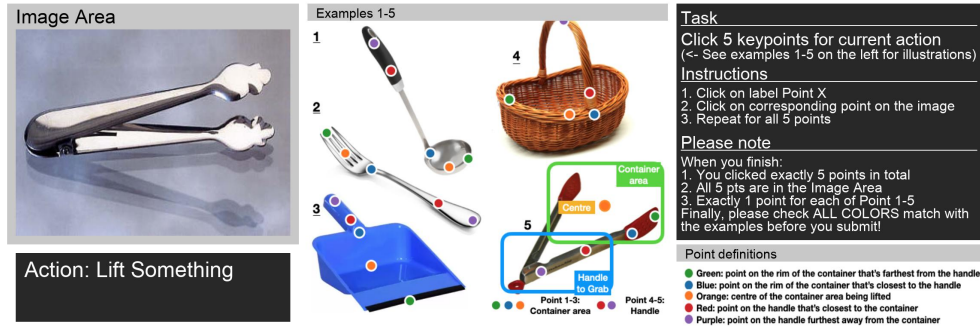 Image Area
Action: Lift Something
Examples 1-5
1
2
3
4
5
Container
area
Centre
Handle
to Grab
Point 1-3:
Container area
Point 4-5:
Handle
Task
Click 5 keypoints for current action
(<- See examples 1-5 on the left for illustrations)
Instructions
1. Click on label Point X
2. Click on corresponding point on the image
3. Repeat for all 5 points
Please note
When you finish:
1. You clicked exactly 5 points in total
2. All 5 pts are in the Image Area
3. Exactly 1 point for each of Point 1-5
Finally, please check ALL COLORS match with
the examples before you submit!
Point definitions
Green: point on the rim of the container that's farthest from the handle
Blue: point on the rim of the container that's closest to the handle
Orange: centre of the container area being lifted
Red: point on the handle that's closest to the container
Purple: point on the handle furthest away from the container